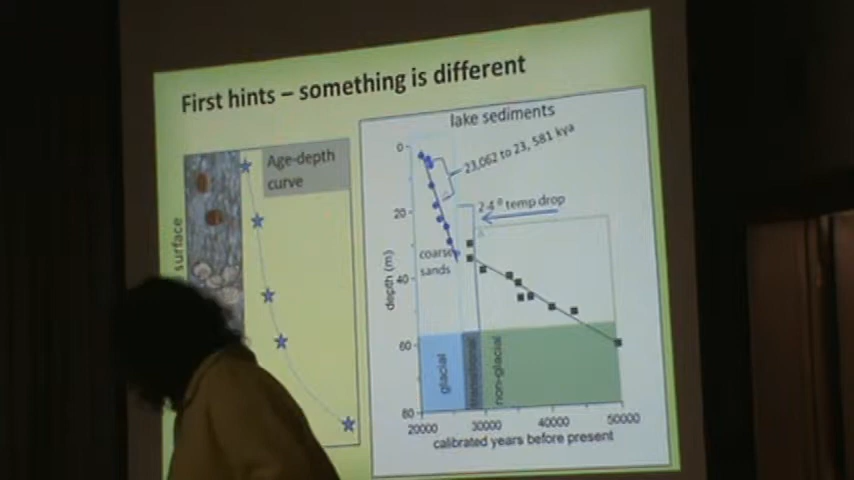 First hints – something is different
Age-depth
curve
surface
lake sediments
0
20
40
60
80
depth (m)
23,062 to 23, 581 kya
2-4 ⁰ temp drop
coarse
sands
glacial
transitional
non-glacial
20000
30000
40000
50000
calibrated years before present